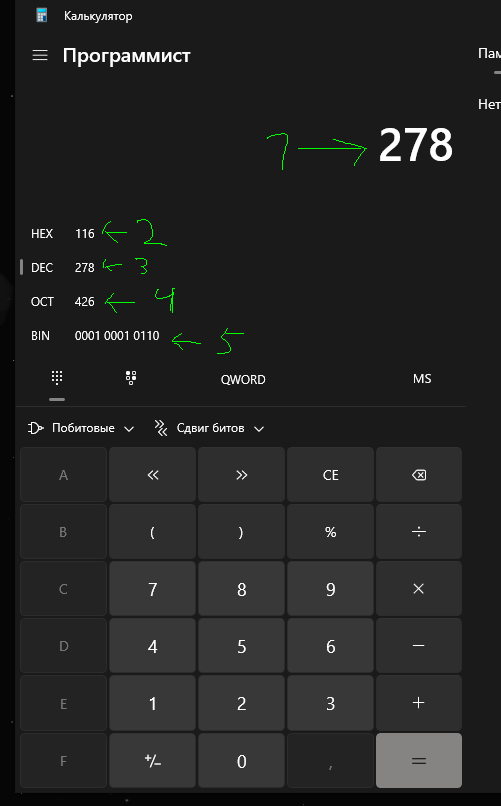 Калькулятор
Программист
Пам
Нет
1 278
HEX 116 2
DEC 278 3
OCT 426 4
BIN 0001 0001 0110 5
QWORD MS
Побитовые Сдвиг битов
A « » CE
B ( ) % ÷
C 7 8 9 ×
D 4 5 6 −
E 1 2 3 +
F +/− 0 , =